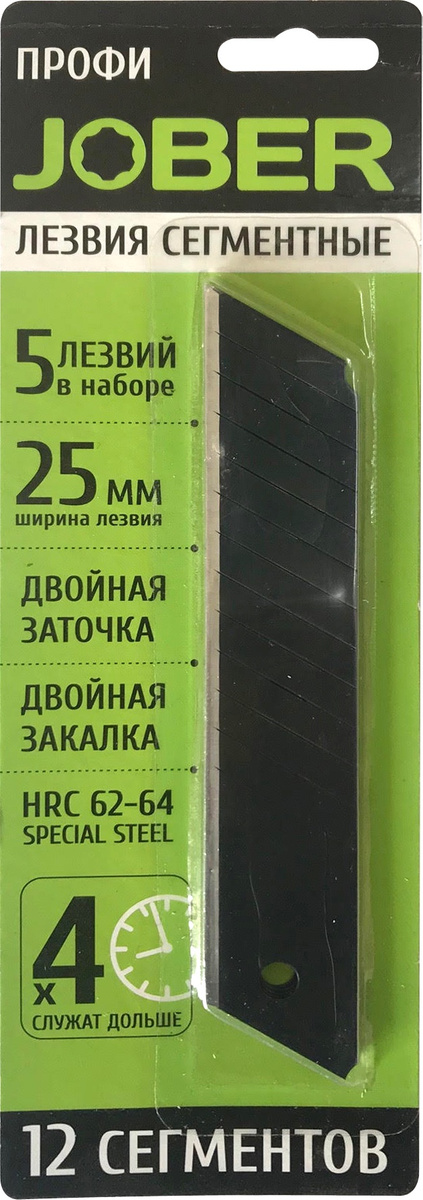 ПРОФИ
JOBER
ЛЕЗВИЯ СЕГМЕНТНЫЕ
5 ЛЕЗВИЙ
в наборе
25 мм
ширина лезвия
ДВОЙНАЯ
ЗАТОЧКА
ДВОЙНАЯ
ЗАКАЛКА
HRC 62-64
SPECIAL STEEL
x4
СЛУЖАТ ДОЛЬШЕ
12 СЕГМЕНТОВ